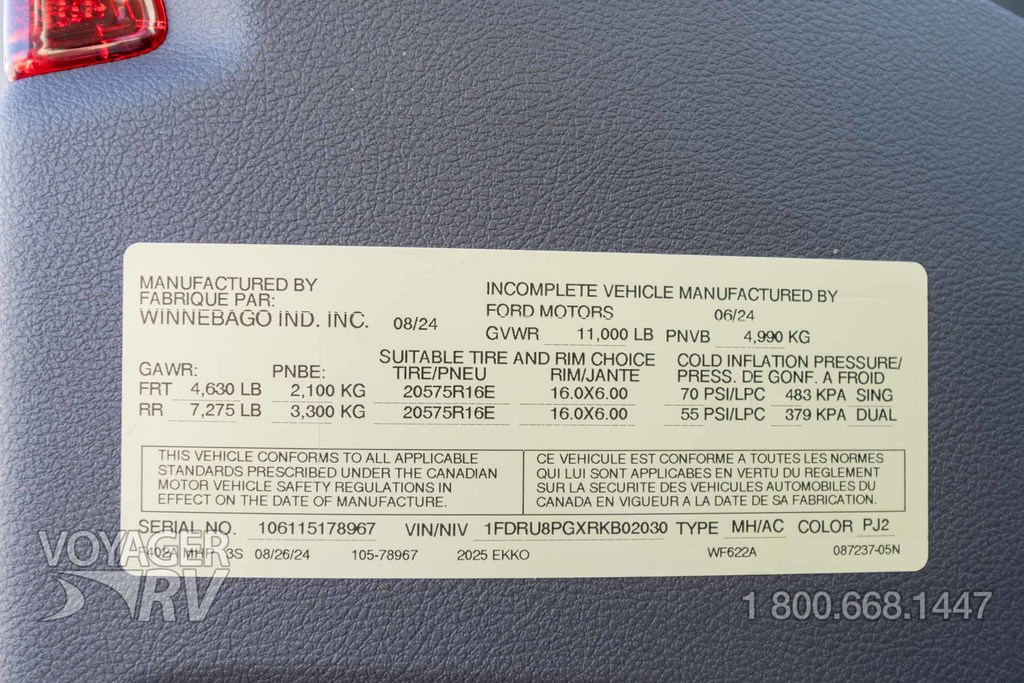 MANUFACTURED BY
FABRIQUE PAR:
WINNEBAGO IND. INC. 08/24
INCOMPLETE VEHICLE MANUFACTURED BY
FORD MOTORS 06/24
GVWR 11,000 LB PNVB 4,990 KG
SUITABLE TIRE AND RIM CHOICE COLD INFLATION PRESSURE/
GAWR: PNBE: TIRE/PNEU RIM/JANTE PRESS. DE GONF. A FROID
FRT 4,630 LB 2,100 KG 20575R16E 16.0X6.00 70 PSI/LPC 483 KPA SING
RR 7,275 LB 3,300 KG 20575R16E 16.0X6.00 55 PSI/LPC 379 KPA DUAL
THIS VEHICLE CONFORMS TO ALL APPLICABLE
STANDARDS PRESCRIBED UNDER THE CANADIAN
MOTOR VEHICLE SAFETY REGULATIONS IN
EFFECT ON THE DATE OF MANUFACTURE.
CE VEHICULE EST CONFORME A TOUTES LES NORMES
QUI LUI SONT APPLICABES EN VERTU DU REGLEMENT
SUR LA SECURITE DES VEHICULES AUTOMOBILES DU
CANADA EN VIGUEUR A LA DATE DE SA FABRICATION.
SERIAL NO. 106115178967 VIN/NIV 1FDRU8PGXRKB02030 TYPE MH/AC COLOR PJ2
3S 08/26/24 105-78967 2025 EKKO WF622A 087237-05N
VOYAGER
RV
1 800.668.1447